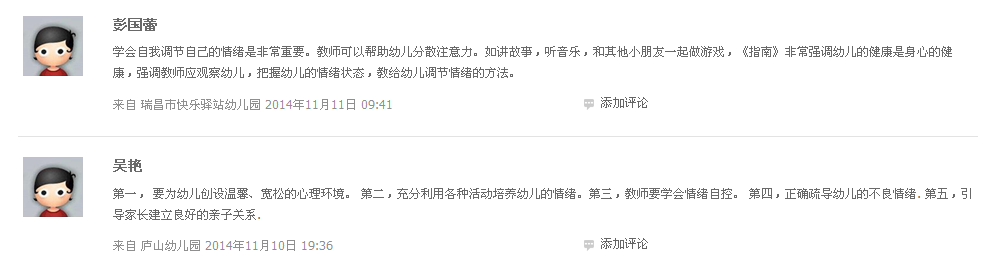 彭国蕾
学会自我调节自己的情绪是非常重要。教师可以帮助幼儿分散注意力。如讲故事，听音乐，和其他小朋友一起做游戏，《指南》非常强调幼儿的健康是身心的健
康，强调教师应观察幼儿，把握幼儿的情绪状态，教给幼儿调节情绪的方法。
来自 瑞昌市快乐驿站幼儿园 2014年11月11日 09:41
添加评论
吴艳
第一， 要为幼儿创设温馨、宽松的心理环境。 第二，充分利用各种活动培养幼儿的情绪。第三，教师要学会情绪自控。 第四，正确疏导幼儿的不良情绪. 第五，引
导家长建立良好的亲子关系.
来自 庐山幼儿园 2014年11月10日 19:36
添加评论